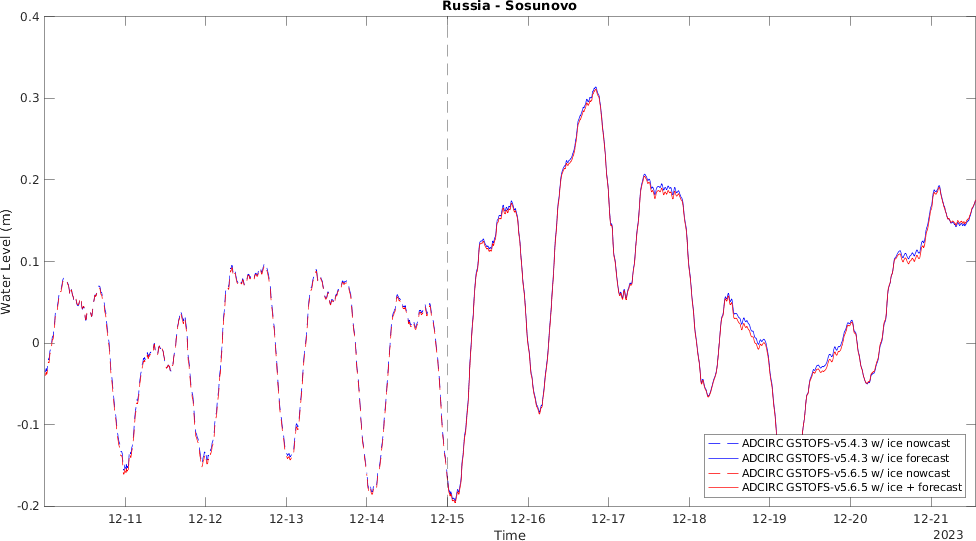 Russia - Sosunovo
0.4
0.3
0.2
0.1
0
-0.1
-0.2
Water Level (m)
12-11 12-12 12-13 12-14 12-15 12-16 12-17 12-18 12-19 12-20 12-21
Time
2023
ADCIRC GSTOFS-v5.4.3 w/ ice nowcast
ADCIRC GSTOFS-v5.4.3 w/ ice forecast
ADCIRC GSTOFS-v5.6.5 w/ ice nowcast
ADCIRC GSTOFS-v5.6.5 w/ ice + forecast